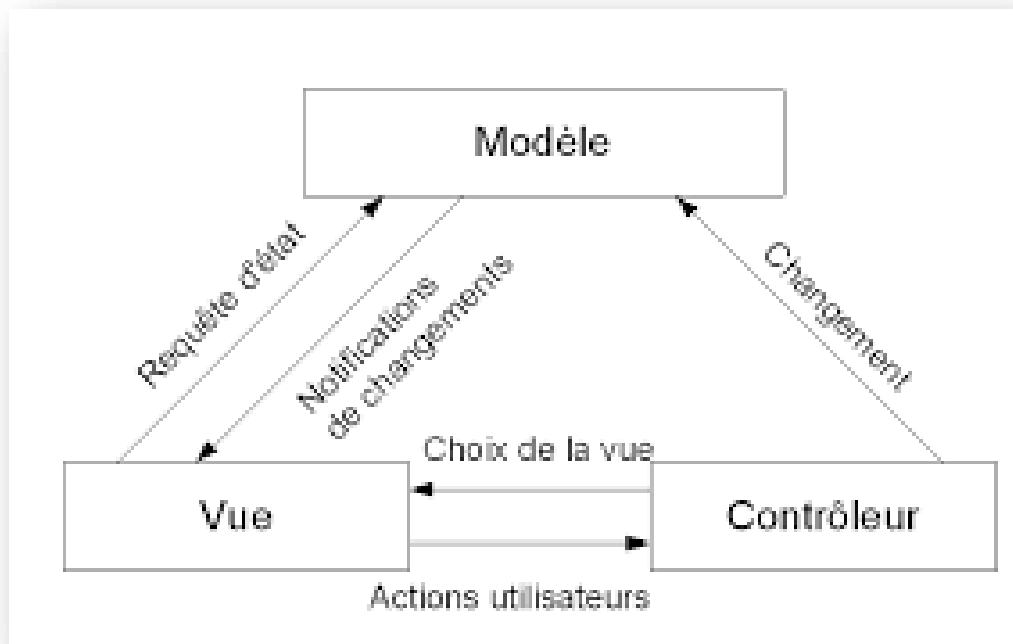 Modèle
Requête d'état
Notifications
de changements
Changement
Choix de la vue
Vue
Contrôleur
Actions utilisateurs